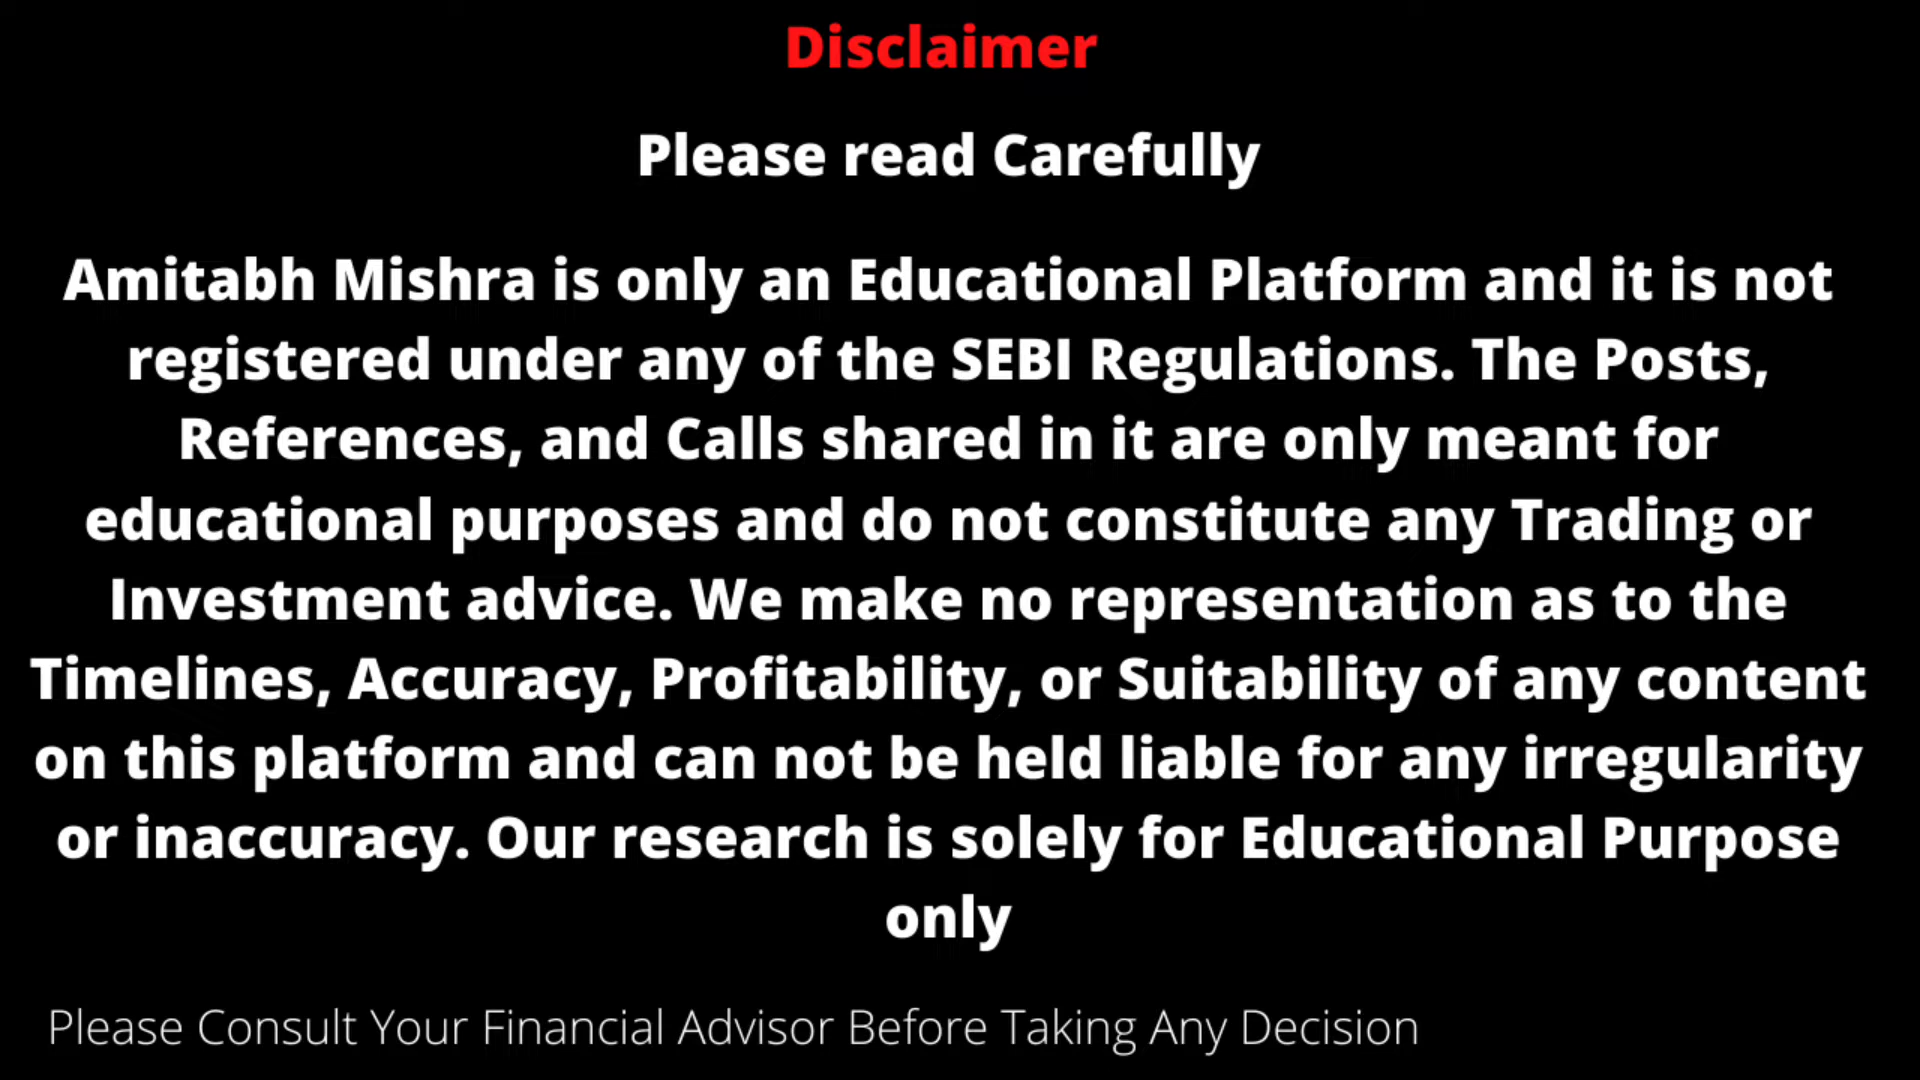 Disclaimer
Please read Carefully
Amitabh Mishra is only an Educational Platform and it is not
registered under any of the SEBI Regulations. The Posts,
References, and Calls shared in it are only meant for
educational purposes and do not constitute any Trading or
Investment advice. We make no representation as to the
Timelines, Accuracy, Profitability, or Suitability of any content
on this platform and can not be held liable for any irregularity
or inaccuracy. Our research is solely for Educational Purpose
only
Please Consult Your Financial Advisor Before Taking Any Decision